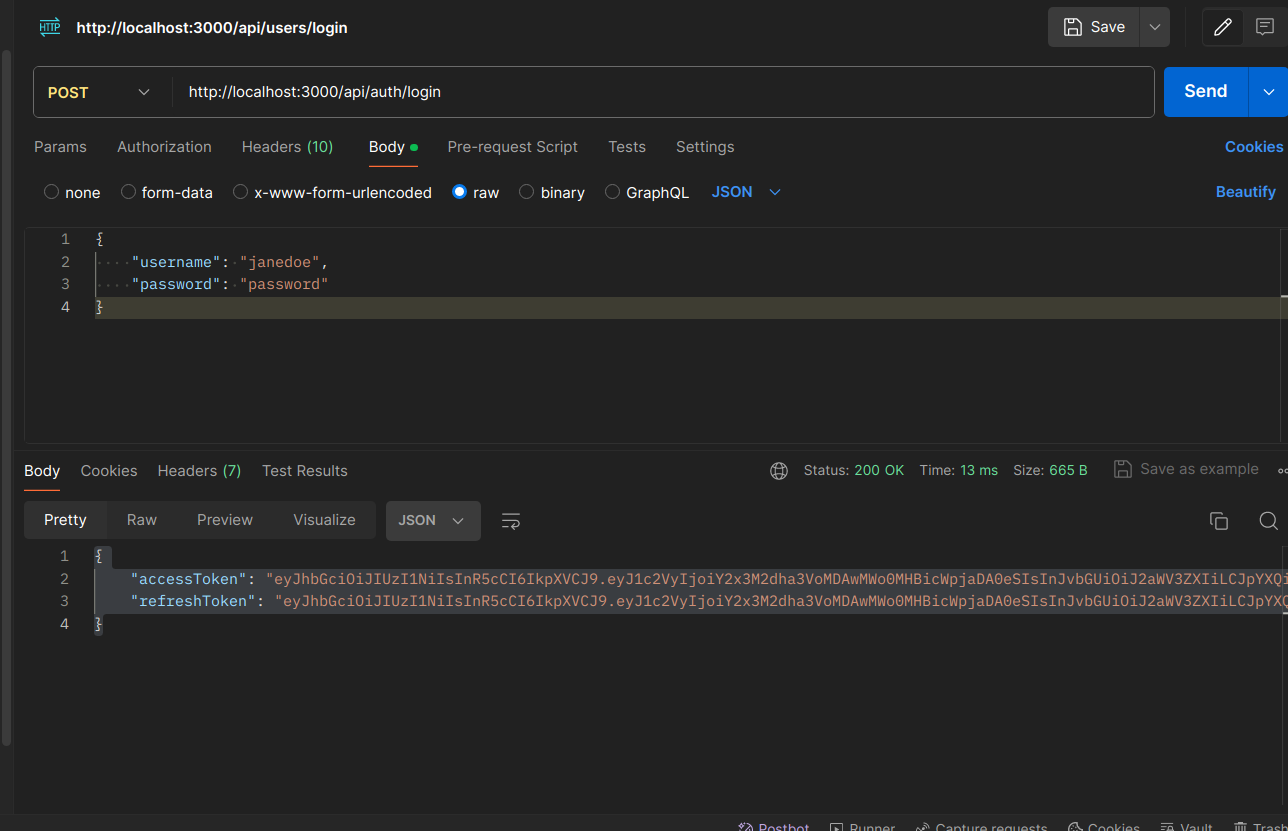 HTTP http://localhost:3000/api/users/login Save
POST http://localhost:3000/api/auth/login Send
Params Authorization Headers (10) Body Pre-request Script Tests Settings Cookies
none form-data x-www-form-urlencoded raw binary GraphQL JSON Beautify
1 {
2 "username": "janedoe",
3 "password": "password"
4 }
Body Cookies Headers (7) Test Results Status: 200 OK Time: 13 ms Size: 665 B Save as example
Pretty Raw Preview Visualize JSON
1 {
2 "accessToken": "eyJhbGciOiJIUzI1NiIsInR5cCI6IkpXVCJ9.eyJ1c2VyIjoiY2x3M2dha3VoMDAwMWo0MHBicWpjaDA0eSIsInJvbGUiOiJ2aWV3ZXIiLCJpYXQi
3 "refreshToken": "eyJhbGciOiJIUzI1NiIsInR5cCI6IkpXVCJ9.eyJ1c2VyIjoiY2x3M2dha3VoMDAwMWo0MHBicWpjaDA0eSIsInJvbGUiOiJ2aWV3ZXIiLCJpYXQ
4 }
Postbot Runner Capture requests Cookies Vault Trash